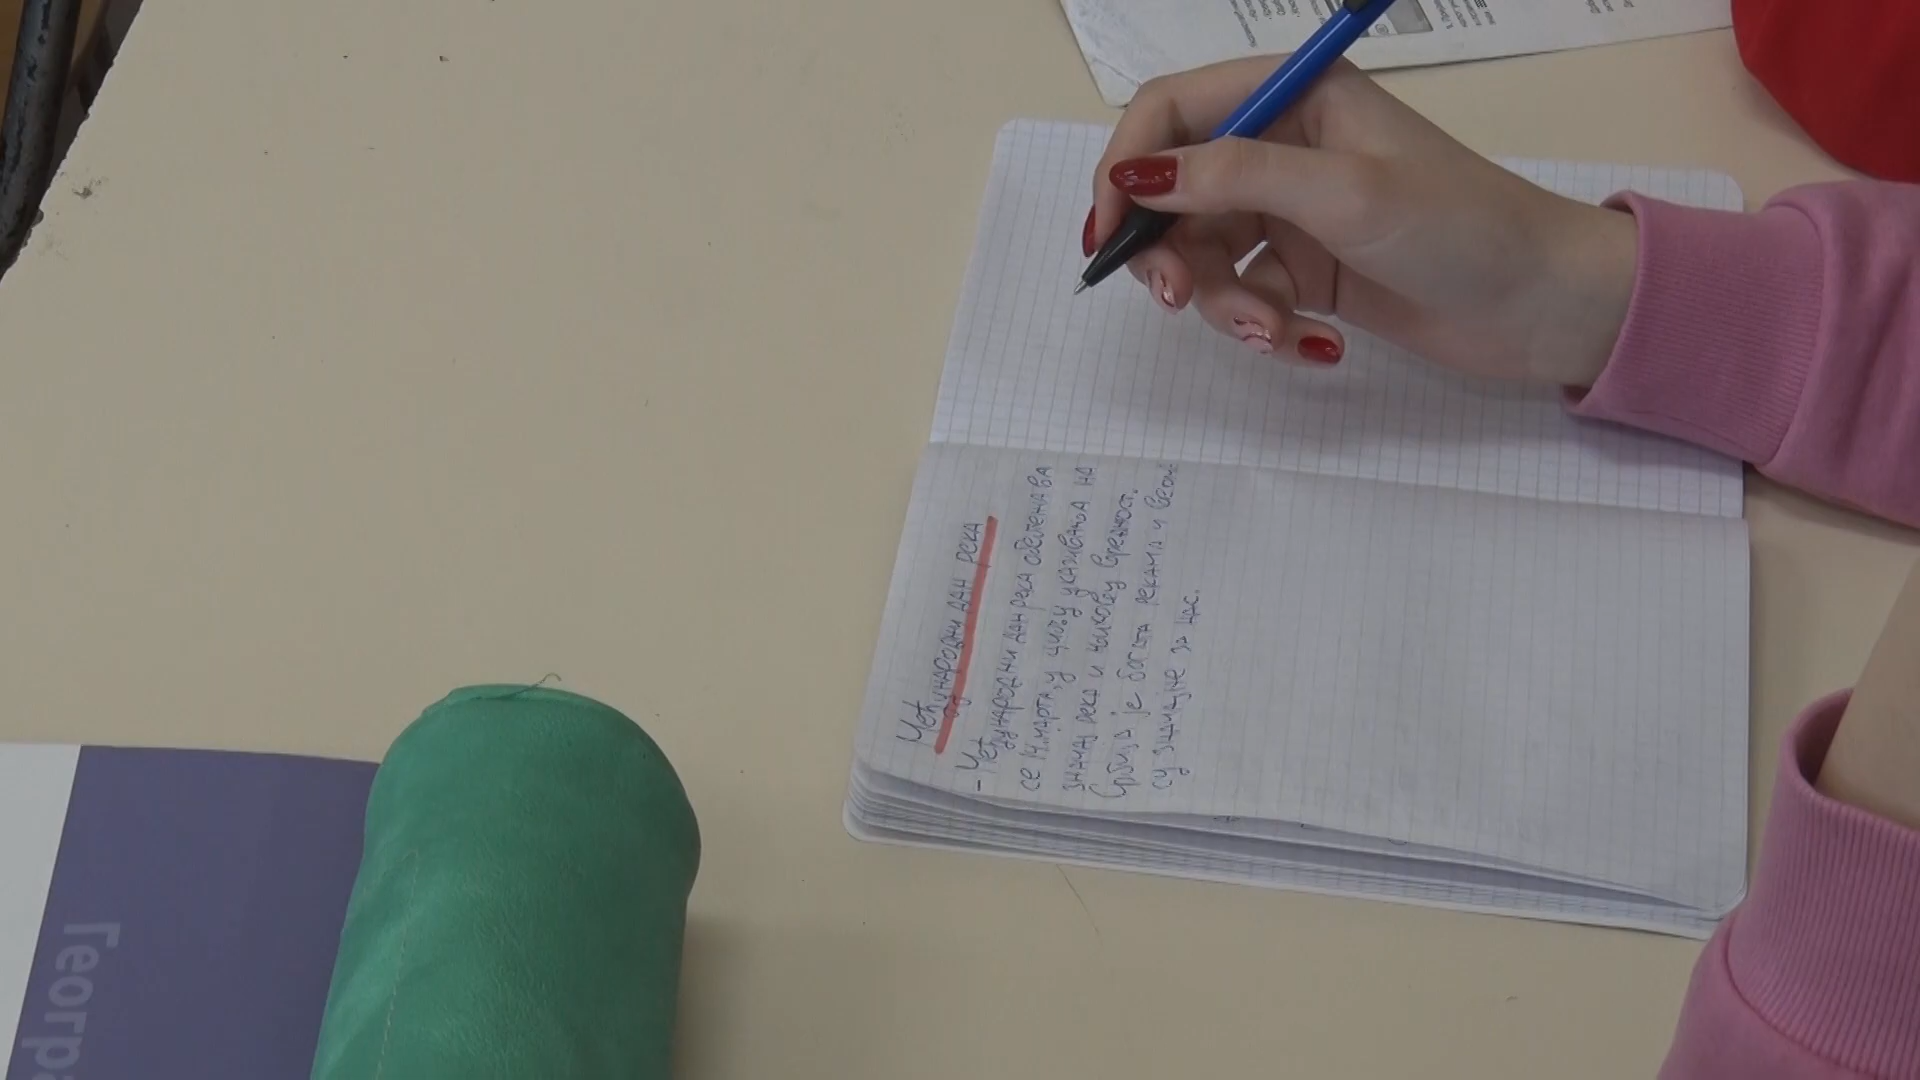 Међународни дан река
- Међународни дан река обележава
се 14. марта, у циљу указивања на
значај река и њихову вредност.
Србија је богата рекама и веома
су значајне за нас.
Геогра